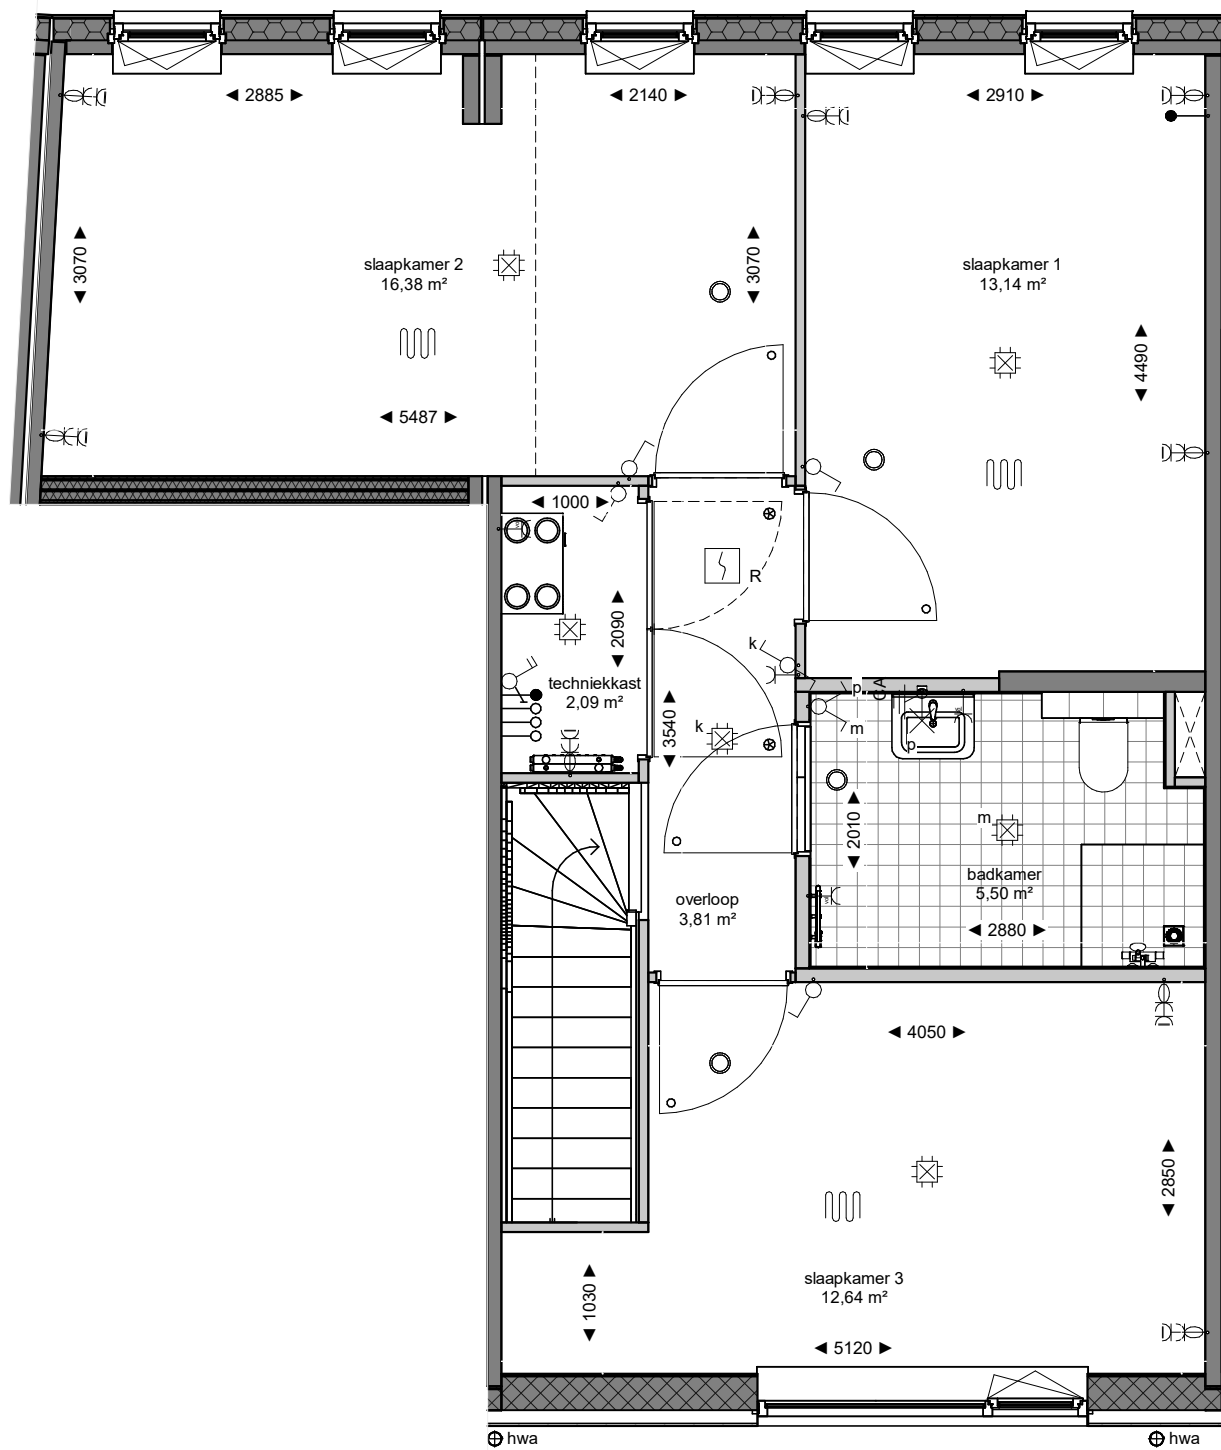 ◄ 2885 ►
◄ 2140 ►
◄ 2910 ►
◄ 3070 ►
slaapkamer 2
16,38 m²
◄ 3070 ►
slaapkamer 1
13,14 m²
◄ 4490 ►
◄ 5487 ►
◄ 1000 ►
R
◄ 2090 ►
k
techniekkast
2,09 m²
p
CA
k
◄ 3540 ►
m
p
◄ 2010 ►
m
badkamer
5,50 m²
overloop
3,81 m²
◄ 2880 ►
◄ 4050 ►
◄ 2850 ►
slaapkamer 3
12,64 m²
◄ 1030 ►
◄ 5120 ►
hwa
hwa